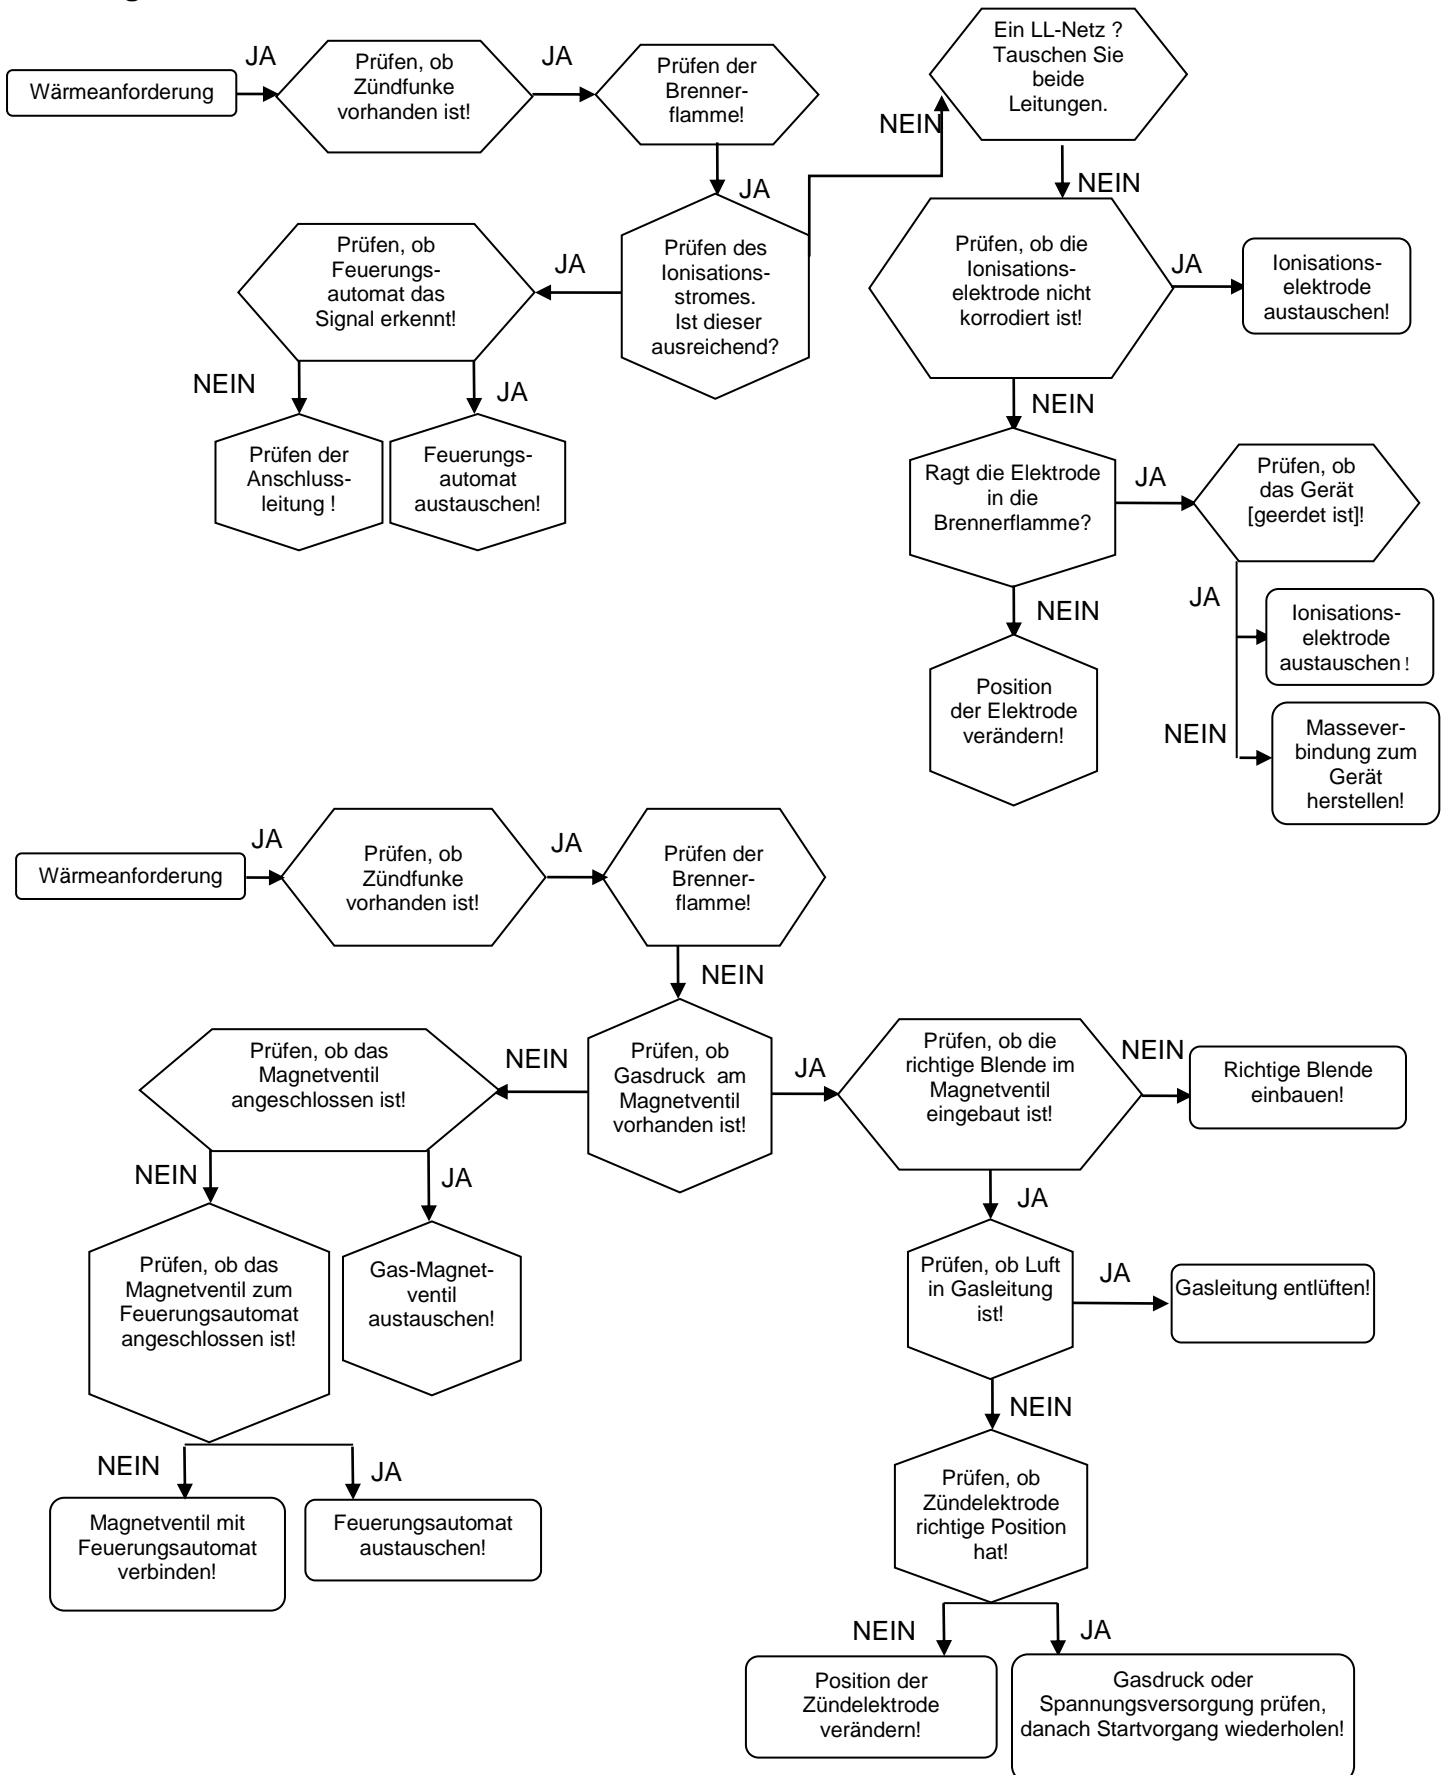 Wärmeanforderung
JA
Prüfen, ob
Zündfunke
vorhanden ist!
JA
Prüfen der
Brenner-
flamme!
JA
Prüfen des
Ionisations-
stromes.
Ist dieser
ausreichend?
NEIN
Ein LL-Netz ?
Tauschen Sie
beide
Leitungen.
NEIN
Prüfen, ob die
Ionisations-
elektrode nicht
korrodiert ist!
JA
Ionisations-
elektrode
austauschen!
JA
Prüfen, ob
Feuerungs-
automat das
Signal erkennt!
NEIN
Prüfen der
Anschluss-
leitung !
JA
Feuerungs-
automat
austauschen!
NEIN
Ragt die Elektrode
in die
Brennerflamme?
JA
Prüfen, ob
das Gerät
[geerdet ist]!
JA
Ionisations-
elektrode
austauschen !
NEIN
Massever-
bindung zum
Gerät
herstellen!
NEIN
Position
der Elektrode
verändern!
Wärmeanforderung
JA
Prüfen, ob
Zündfunke
vorhanden ist!
JA
Prüfen der
Brenner-
flamme!
NEIN
Prüfen, ob
Gasdruck am
Magnetventil
vorhanden ist!
NEIN
Prüfen, ob das
Magnetventil
angeschlossen ist!
NEIN
Prüfen, ob das
Magnetventil zum
Feuerungsautomat
angeschlossen ist!
JA
Gas-Magnet-
ventil
austauschen!
NEIN
Magnetventil mit
Feuerungsautomat
verbinden!
JA
Feuerungsautomat
austauschen!
JA
Prüfen, ob die
richtige Blende im
Magnetventil
eingebaut ist!
NEIN
Richtige Blende
einbauen!
JA
Prüfen, ob Luft
in Gasleitung
ist!
JA
Gasleitung entlüften!
NEIN
Prüfen, ob
Zündelektrode
richtige Position
hat!
NEIN
Position der
Zündelektrode
verändern!
JA
Gasdruck oder
Spannungsversorgung prüfen,
danach Startvorgang wiederholen!